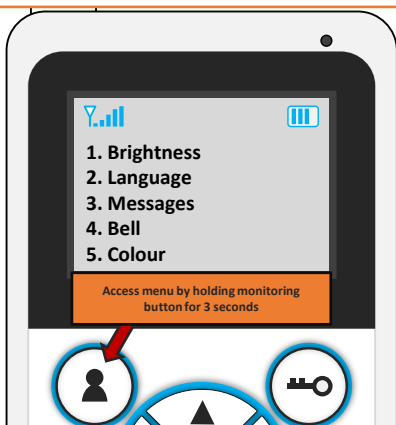 1. Brightness
2. Language
3. Messages
4. Bell
5. Colour
Access menu by holding monitoring
button for 3 seconds